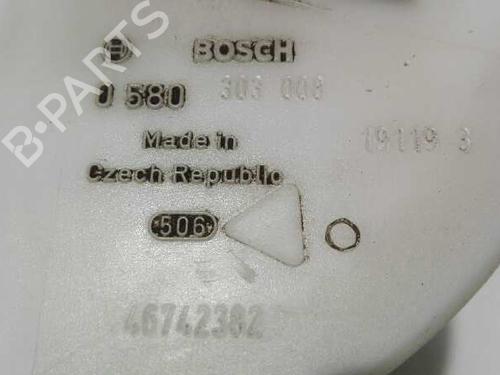 BOSCH
0 580 303 008
Made in
Czech Republic
19119 3
506
46742382
B-PARTS